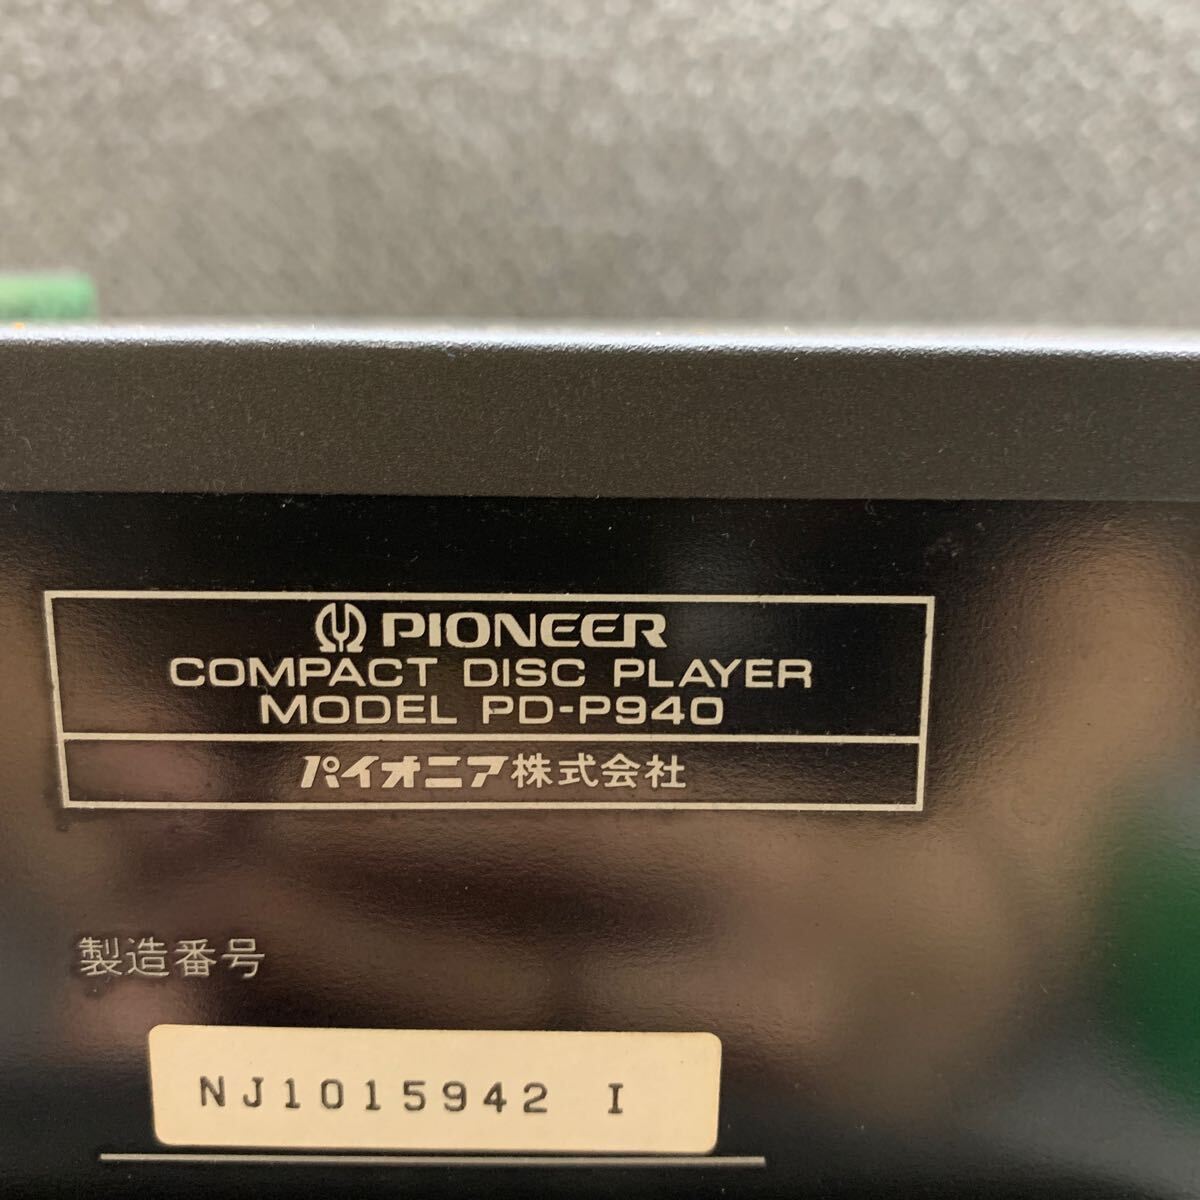 PIONEER
COMPACT DISC PLAYER
MODEL PD-P940
パイオニア株式会社
製造番号
NJ1015942 I